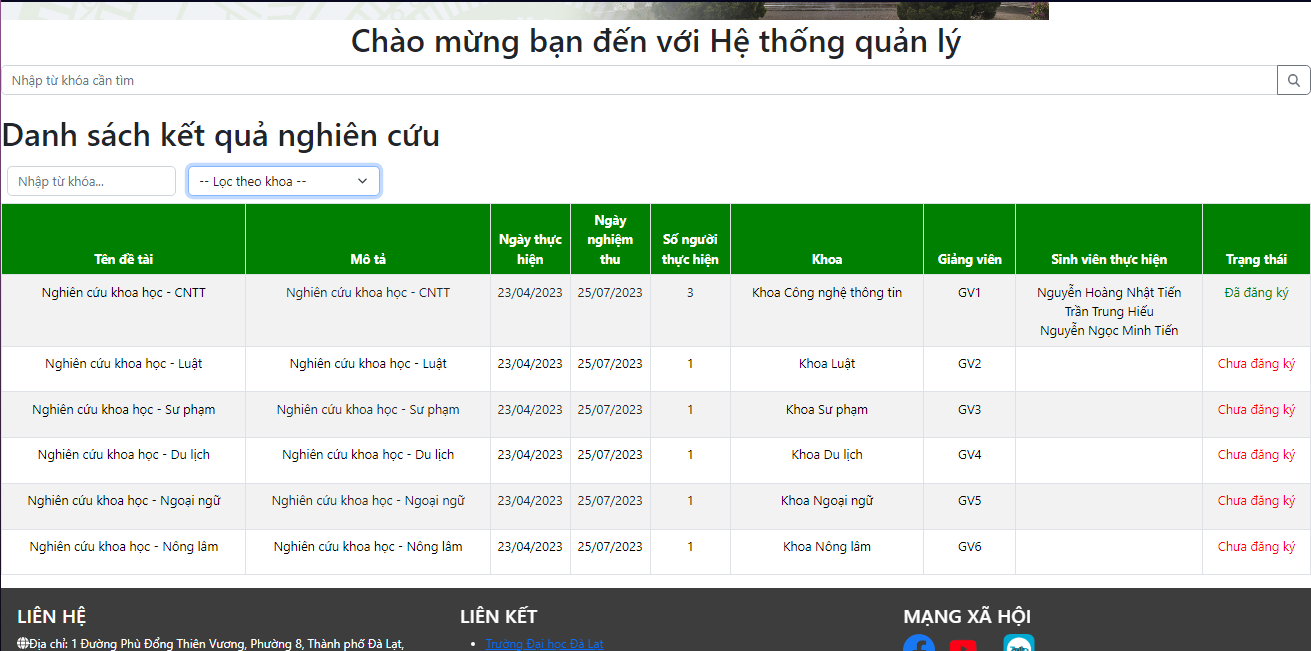 Chào mừng bạn đến với Hệ thống quản lý
Nhập từ khóa cần tìm
Danh sách kết quả nghiên cứu
Nhập từ khóa... -- Lọc theo khoa --
Tên đề tài Mô tả Ngày thực hiện Ngày nghiệm thu Số người thực hiện Khoa Giảng viên Sinh viên thực hiện Trạng thái
Nghiên cứu khoa học - CNTT Nghiên cứu khoa học - CNTT 23/04/2023 25/07/2023 3 Khoa Công nghệ thông tin GV1 Nguyễn Hoàng Nhật Tiến Đã đăng ký
Trần Trung Hiếu
Nguyễn Ngọc Minh Tiến
Nghiên cứu khoa học - Luật Nghiên cứu khoa học - Luật 23/04/2023 25/07/2023 1 Khoa Luật GV2 Chưa đăng ký
Nghiên cứu khoa học - Sư phạm Nghiên cứu khoa học - Sư phạm 23/04/2023 25/07/2023 1 Khoa Sư phạm GV3 Chưa đăng ký
Nghiên cứu khoa học - Du lịch Nghiên cứu khoa học - Du lịch 23/04/2023 25/07/2023 1 Khoa Du lịch GV4 Chưa đăng ký
Nghiên cứu khoa học - Ngoại ngữ Nghiên cứu khoa học - Ngoại ngữ 23/04/2023 25/07/2023 1 Khoa Ngoại ngữ GV5 Chưa đăng ký
Nghiên cứu khoa học - Nông lâm Nghiên cứu khoa học - Nông lâm 23/04/2023 25/07/2023 1 Khoa Nông lâm GV6 Chưa đăng ký
LIÊN HỆ LIÊN KẾT MẠNG XÃ HỘI
Địa chỉ: 1 Đường Phù Đổng Thiên Vương, Phường 8, Thành phố Đà Lạt, Trường Đại học Đà Lạt